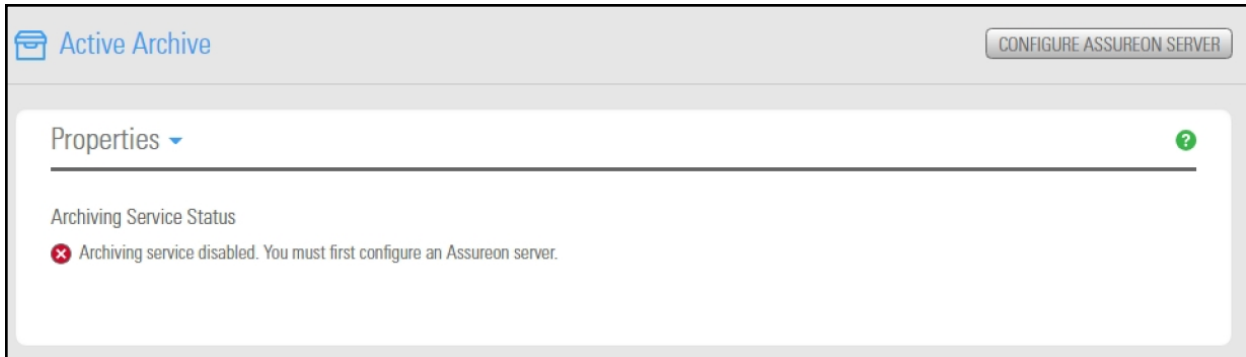 Active Archive
CONFIGURE ASSUREON SERVER
Properties
?
Archiving Service Status
Archiving service disabled. You must first configure an Assureon server.